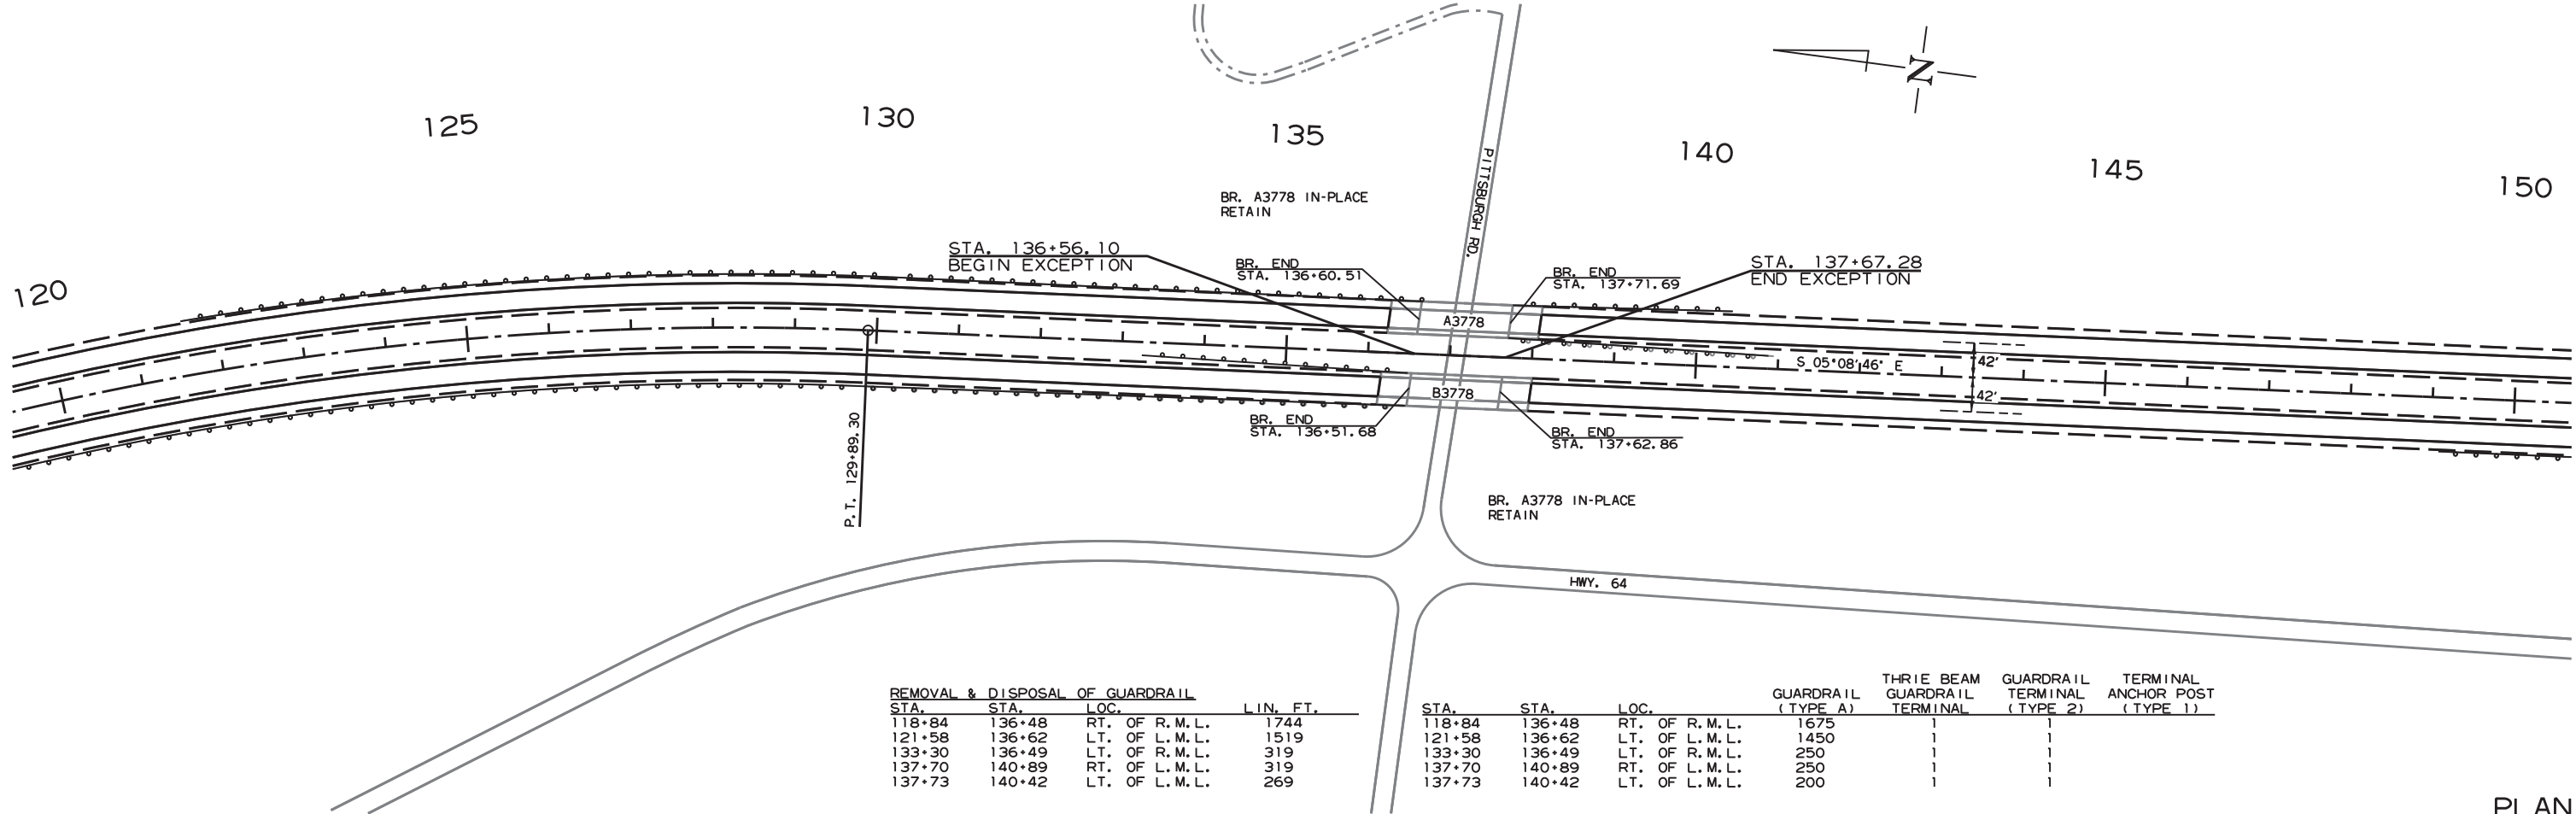 N
125
130
135
140
145
150
120
PITTSBURGH RD.
BR. A3778 IN-PLACE
RETAIN
STA. 136+56.10
BEGIN EXCEPTION
BR. END
STA. 136+60.51
BR. END
STA. 137+71.69
STA. 137+67.28
END EXCEPTION
A3778
S 05°08'46" E
42'
42'
B3778
BR. END
STA. 136+51.68
BR. END
STA. 137+62.86
P.T. 129+89.30
BR. A3778 IN-PLACE
RETAIN
HWY. 64
REMOVAL & DISPOSAL OF GUARDRAIL
STA. STA. LOC. LIN. FT.
118+84 136+48 RT. OF R.M.L. 1744
121+58 136+62 LT. OF L.M.L. 1519
133+30 136+49 LT. OF R.M.L. 319
137+70 140+89 RT. OF L.M.L. 319
137+73 140+42 LT. OF L.M.L. 269
THRIE BEAM GUARDRAIL TERMINAL
GUARDRAIL GUARDRAIL TERMINAL ANCHOR POST
STA. STA. LOC. (TYPE A) TERMINAL (TYPE 2) (TYPE 1)
118+84 136+48 RT. OF R.M.L. 1675 1 1
121+58 136+62 LT. OF L.M.L. 1450 1 1
133+30 136+49 LT. OF R.M.L. 250 1 1
137+70 140+89 RT. OF L.M.L. 250 1 1
137+73 140+42 LT. OF L.M.L. 200 1 1
PLAN